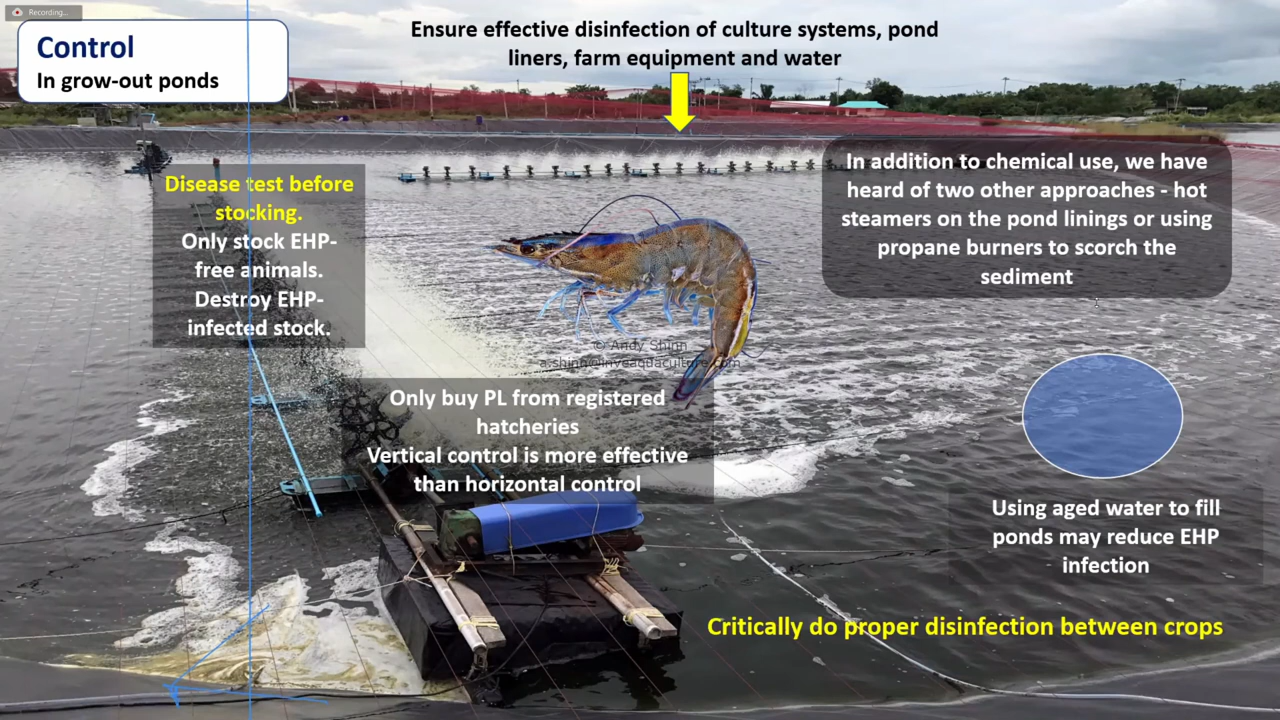 Recording...
Control
In grow-out ponds
Ensure effective disinfection of culture systems, pond
liners, farm equipment and water
Disease test before
stocking.
Only stock EHP-
free animals.
Destroy EHP-
infected stock.
In addition to chemical use, we have
heard of two other approaches - hot
steamers on the pond linings or using
propane burners to scorch the
sediment
© Andy Shinn
a.shinn@inveaquaculture.com
Only buy PL from registered
hatcheries
Vertical control is more effective
than horizontal control
Using aged water to fill
ponds may reduce EHP
infection
Critically do proper disinfection between crops